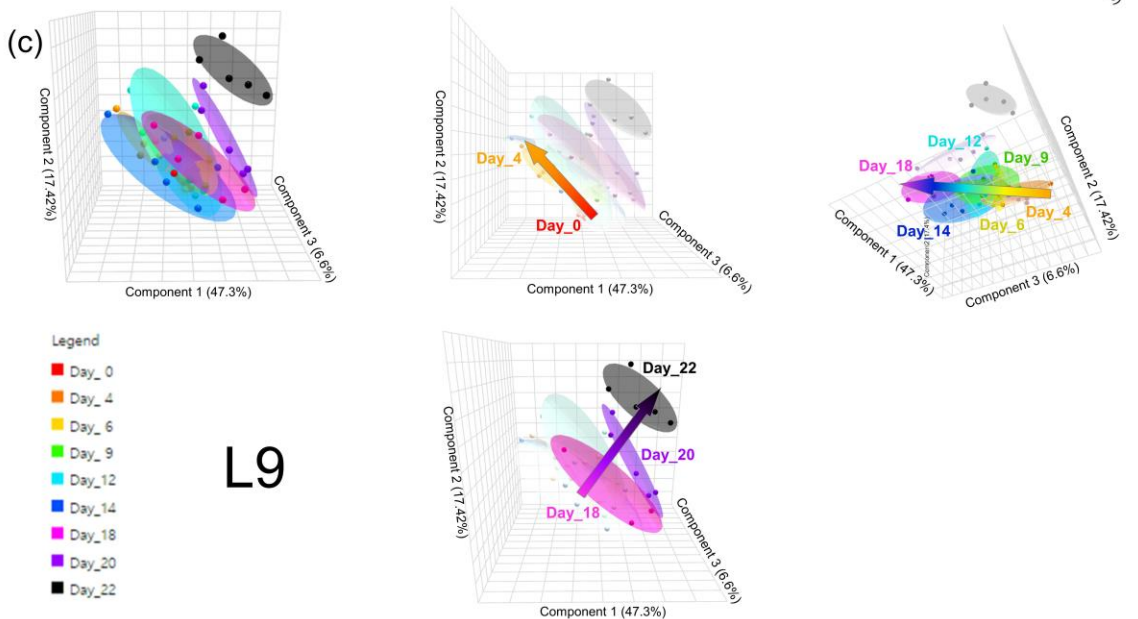 (c)
Component 2 (17.42%)
Component 1 (47.3%)
Component 3 (6.6%)
Component 2 (17.42%)
Day_4
Day_0
Component 1 (47.3%)
Component 3 (6.6%)
Day_12
Day_18
Day_9
Day_14
Day_6
Day_4
Component 2 (17.42%)
Component 1 (47.3%)
Component 3 (6.6%)
Legend
Day_ 0
Day_ 4
Day_ 6
Day_ 9
Day_12
Day_14
Day_18
Day_20
Day_22
L9
Component 2 (17.42%)
Day_22
Day_20
Day_18
Component 3 (6.6%)
Component 1 (47.3%)